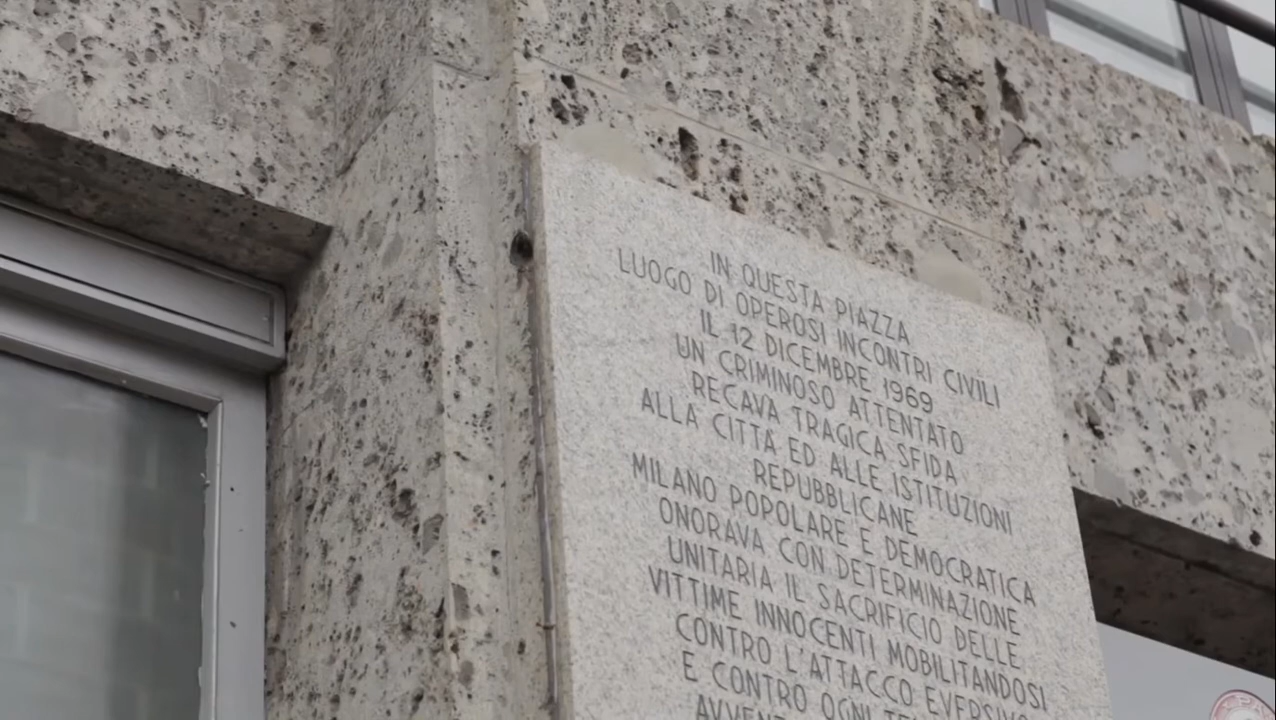 IN QUESTA PIAZZA
LUOGO DI OPEROSI INCONTRI CIVILI
IL 12 DICEMBRE 1969
UN CRIMINOSO ATTENTATO
RECAVA TRAGICA SFIDA
ALLA CITTÀ ED ALLE ISTITUZIONI
REPUBBLICANE
MILANO POPOLARE E DEMOCRATICA
ONORAVA CON DETERMINAZIONE
UNITARIA IL SACRIFICIO DELLE
VITTIME INNOCENTI MOBILITANDOSI
CONTRO L'ATTACCO EVERSIVO
E CONTRO OGNI